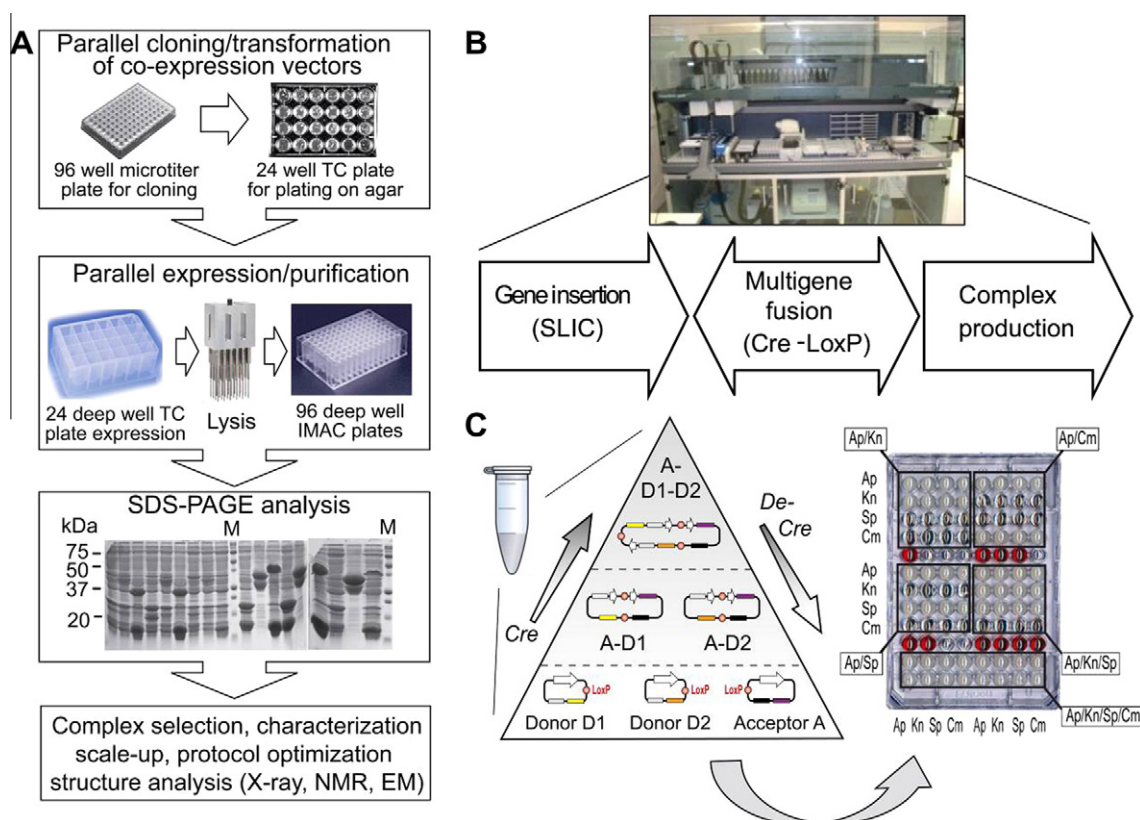 A
Parallel cloning/transformation
of co-expression vectors
96 well microtiter
plate for cloning
24 well TC plate
for plating on agar
Parallel expression/purification
24 deep well TC
plate expression
Lysis
96 deep well
IMAC plates
SDS-PAGE analysis
kDa
M
M
75
50
37
20
Complex selection, characterization
scale-up, protocol optimization
structure analysis (X-ray, NMR, EM)
B
Gene insertion
(SLIC)
Multigene
fusion
(Cre-LoxP)
Complex
production
C
A-
D1-D2
Cre
De-
Cre
A-D1
A-D2
LoxP
LoxP
LoxP
Donor D1
Donor D2
Acceptor A
Ap/Kn
Ap/Cm
Ap
Kn
Sp
Cm
Ap
Kn
Sp
Cm
Ap/Sp
Ap/Kn/Sp
Ap/Kn/Sp/Cm
Ap Kn Sp Cm Ap Kn Sp Cm